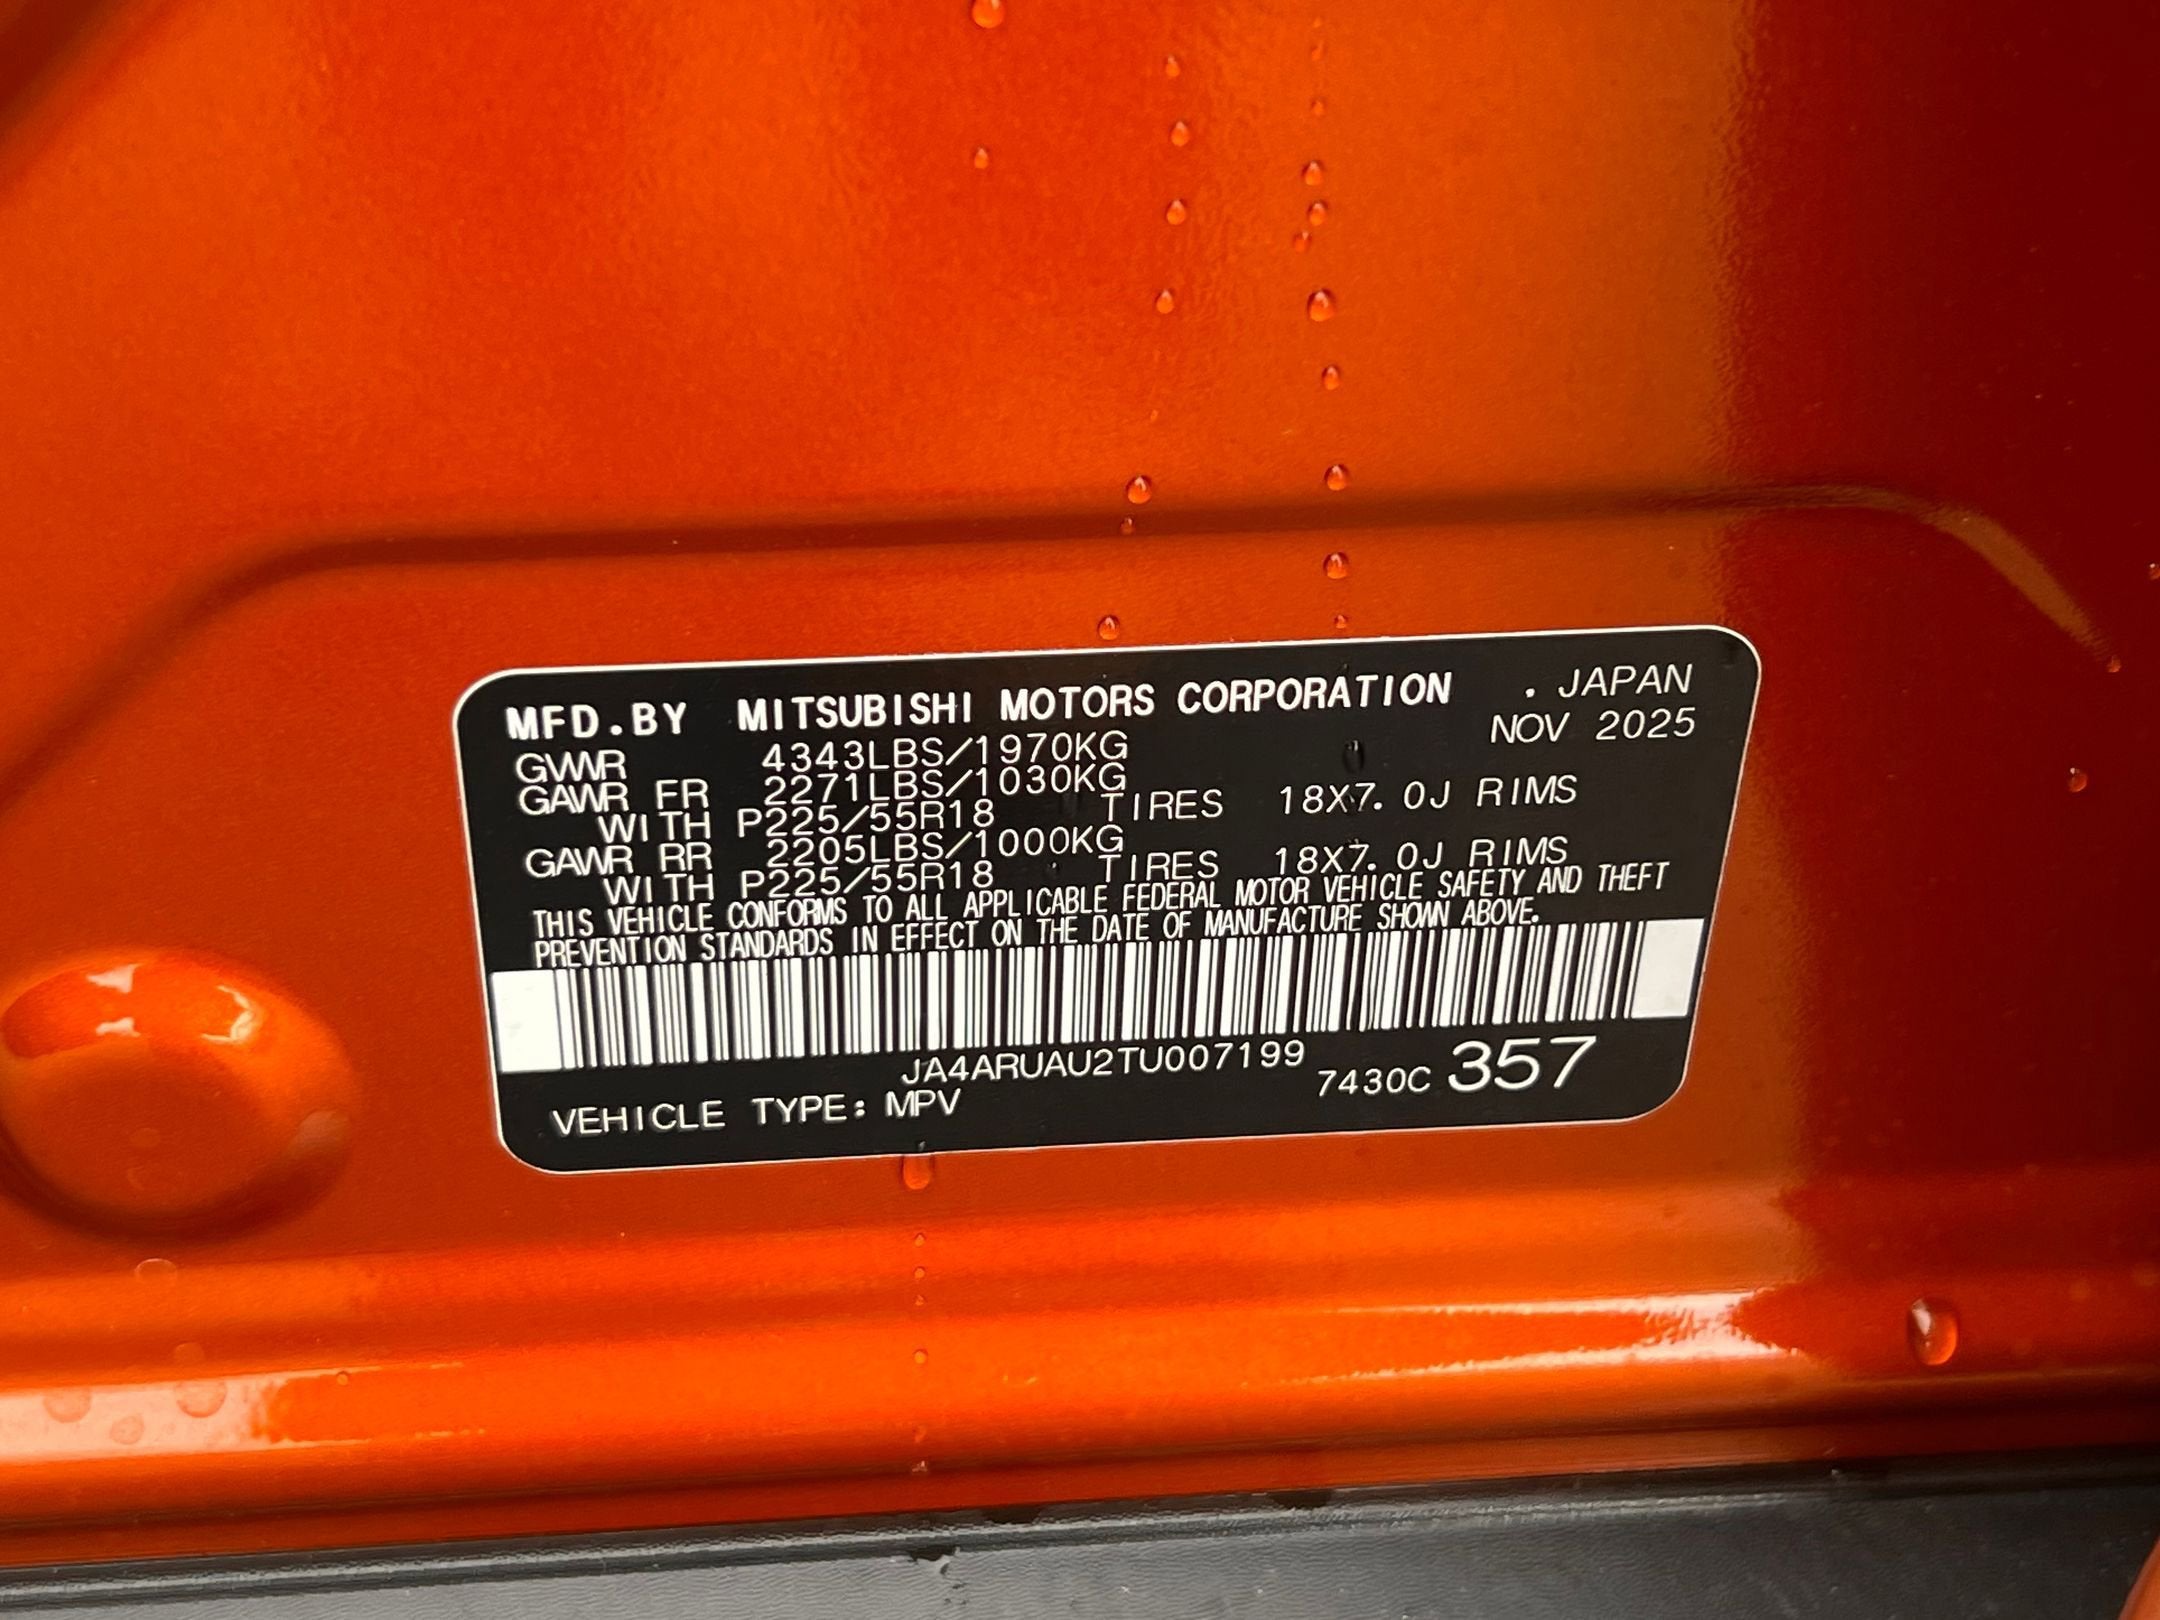 MFD.BY MITSUBISHI MOTORS CORPORATION . JAPAN
NOV 2025
GVWR 4343LBS/1970KG
GAWR FR 2271LBS/1030KG
WITH P225/55R18 TIRES 18X7.0J RIMS
GAWR RR 2205LBS/1000KG
WITH P225/55R18 TIRES 18X7.0J RIMS
THIS VEHICLE CONFORMS TO ALL APPLICABLE FEDERAL MOTOR VEHICLE SAFETY AND THEFT
PREVENTION STANDARDS IN EFFECT ON THE DATE OF MANUFACTURE SHOWN ABOVE.
JA4ARUAU2TU007199
7430C 357
VEHICLE TYPE: MPV